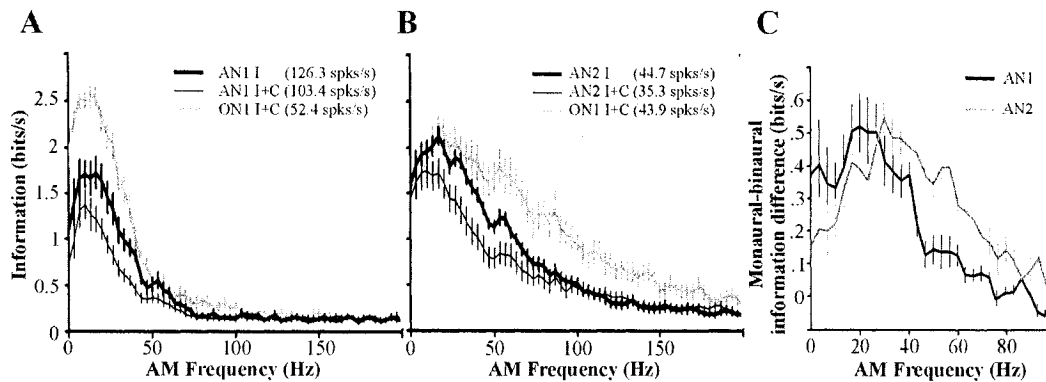 A
B
C
AN1 I (126.3 spks/s)
AN1 I+C (103.4 spks/s)
ON1 I+C (52.4 spks/s)
AN2 I (44.7 spks/s)
AN2 I+C (35.3 spks/s)
ON1 I+C (43.9 spks/s)
AN1
AN2
Information (bits/s)
2.5
2
1.5
1
0.5
0
Monaural-binaural
information difference (bits/s)
.6
.5
.4
.3
.2
.1
0
0 50 100 150
0 50 100 150
0 20 40 60 80
AM Frequency (Hz)
AM Frequency (Hz)
AM Frequency (Hz)